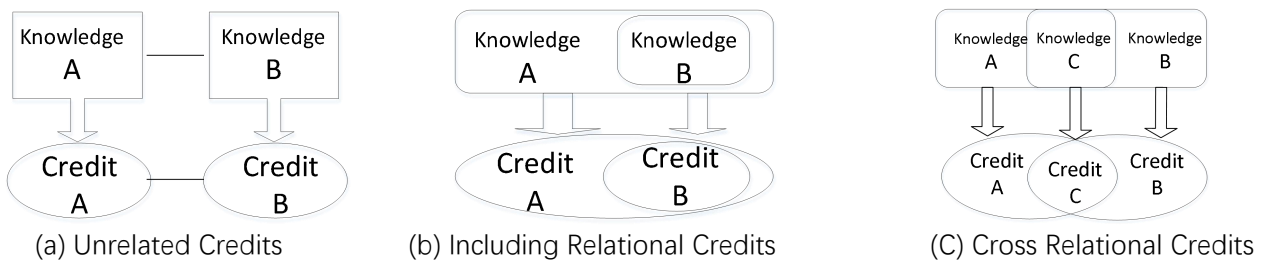 Knowledge
A
Knowledge
B
Credit
A
Credit
B
(a) Unrelated Credits
Knowledge
A
Knowledge
B
Credit
A
Credit
B
(b) Including Relational Credits
Knowledge
A
Knowledge
C
Knowledge
B
Credit
A
Credit
C
Credit
B
(C) Cross Relational Credits